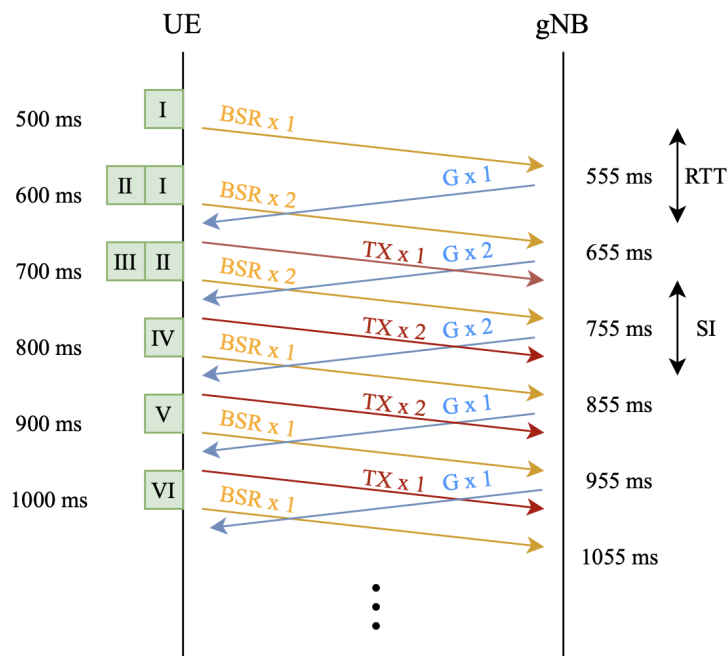 UE gNB
I
BSR x 1
500 ms
G x 1
555 ms
RTT
II I
600 ms
BSR x 2
TX x 1
G x 2
655 ms
III II
700 ms
BSR x 2
TX x 2
G x 2
755 ms
SI
IV
800 ms
BSR x 1
TX x 2
G x 1
855 ms
V
900 ms
BSR x 1
TX x 1
G x 1
955 ms
VI
1000 ms
BSR x 1
1055 ms